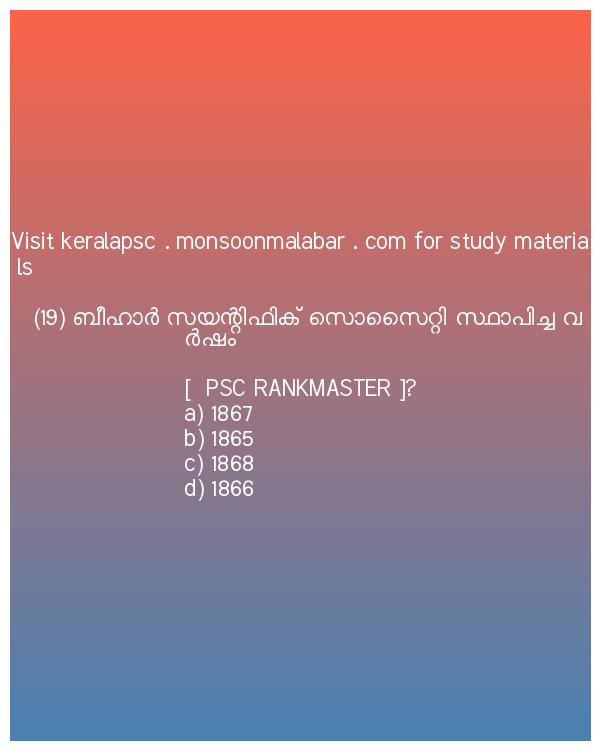 Visit keralapsc . monsoonmalabar . com for study materia
ls
(19) ബീഹാർ സയന്റിഫിക് സൊസൈറ്റി സ്ഥാപിച്ച വ
ർഷം
[ PSC RANKMASTER ]?
a) 1867
b) 1865
c) 1868
d) 1866